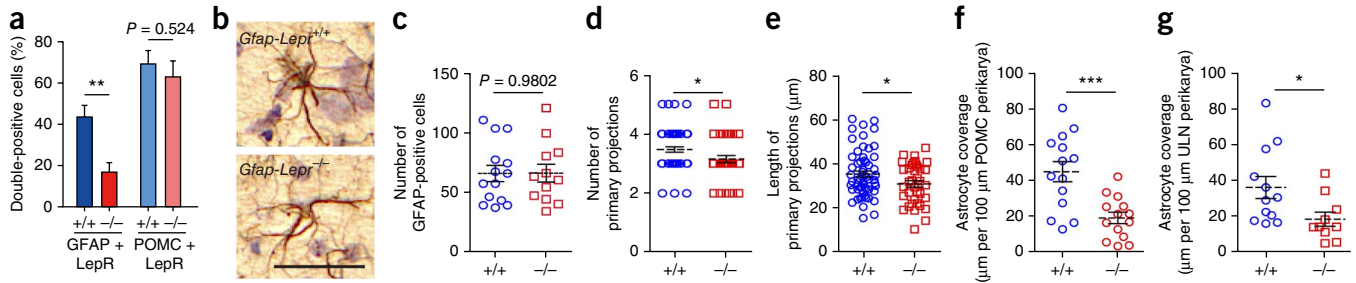 a
Double-positive cells (%)
80
60
40
20
0
**
P = 0.524
+/+ −/− +/+ −/−
GFAP + LepR
POMC + LepR
b
Gfap-Lepr+/+
Gfap-Lepr−/−
c
Number of
GFAP-positive cells
150
100
50
0
P = 0.9802
+/+ −/−
d
Number of
primary projections
6
4
2
0
*
+/+ −/−
e
Length of
primary projections (µm)
80
60
40
20
0
*
+/+ −/−
f
Astrocyte coverage
(µm per 100 µm POMC perikarya)
100
80
60
40
20
0
***
+/+ −/−
g
Astrocyte coverage
(µm per 100 µm ULN perikarya)
100
80
60
40
20
0
*
+/+ −/−